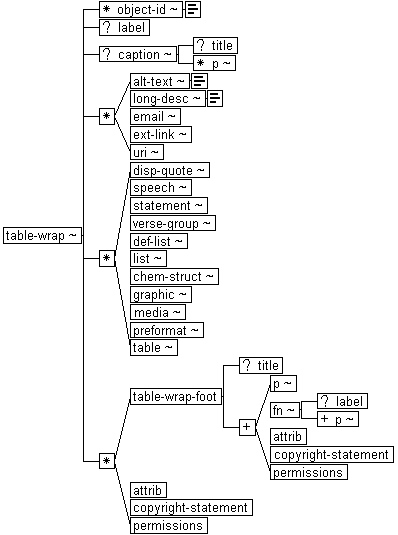 * object-id ~
? label
? caption ~
? title
* p ~
*
alt-text ~
long-desc ~
email ~
ext-link ~
uri ~
table-wrap ~
*
disp-quote ~
speech ~
statement ~
verse-group ~
def-list ~
list ~
chem-struct ~
graphic ~
media ~
preformat ~
table ~
*
table-wrap-foot
? title
+
p ~
fn ~
? label
+ p ~
attrib
copyright-statement
permissions
attrib
copyright-statement
permissions